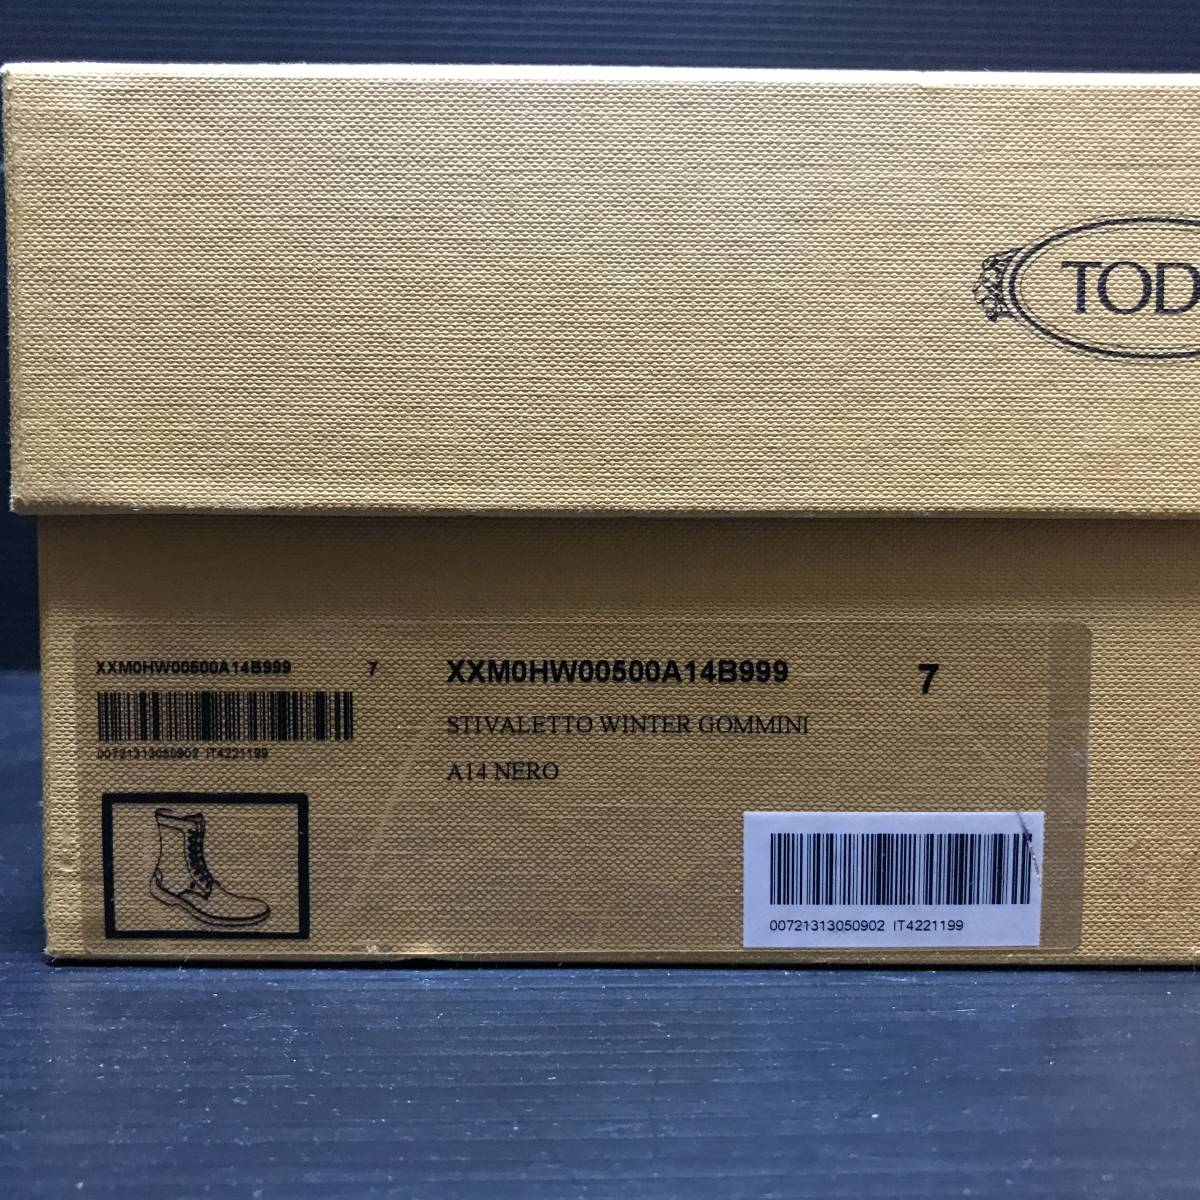 TOD
XXM0HW00500A14B999 7
00721313050902 IT4221199
XXM0HW00500A14B999 7
STIVALETTO WINTER GOMMINI
A14 NERO
00721313050902 IT4221199